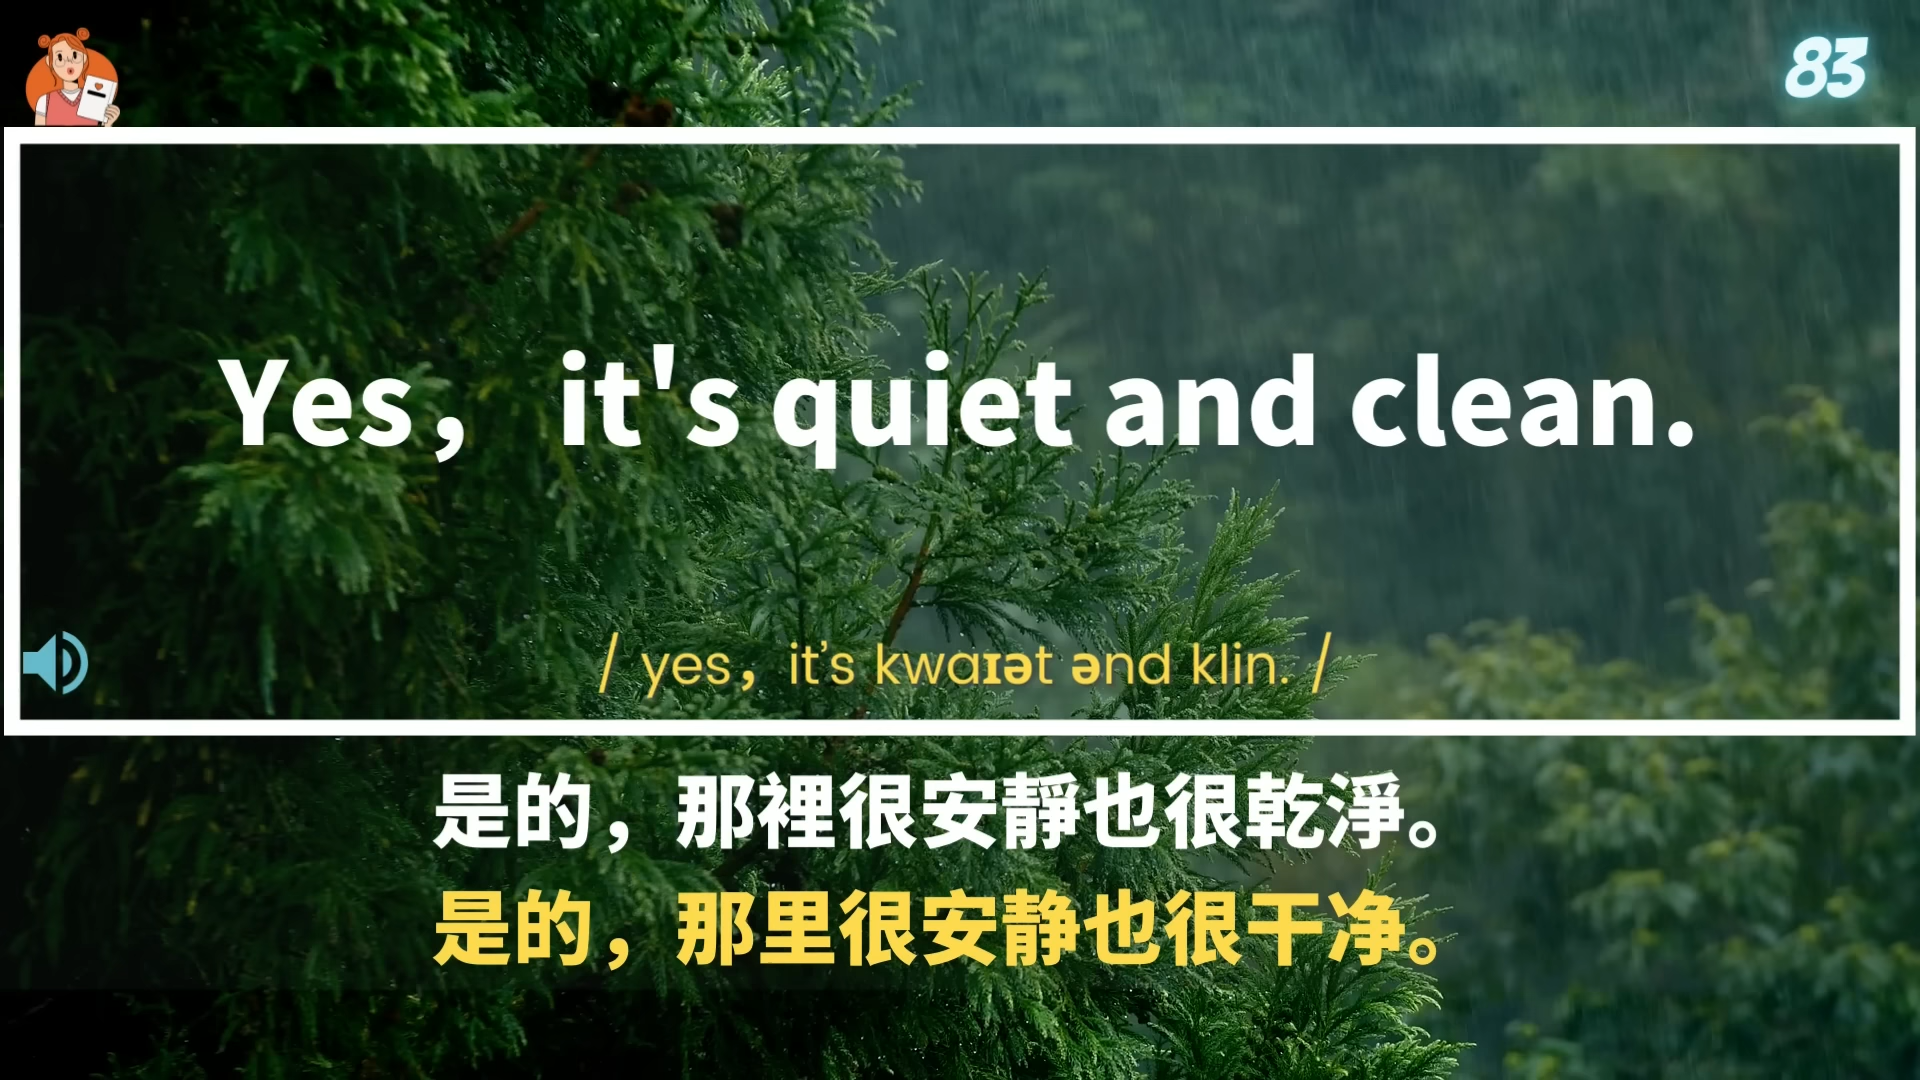 83
Yes， it's quiet and clean.
/ yes， it’s kwaɪət ənd klin. /
是的，那裡很安靜也很乾淨。
是的，那里很安静也很干净。